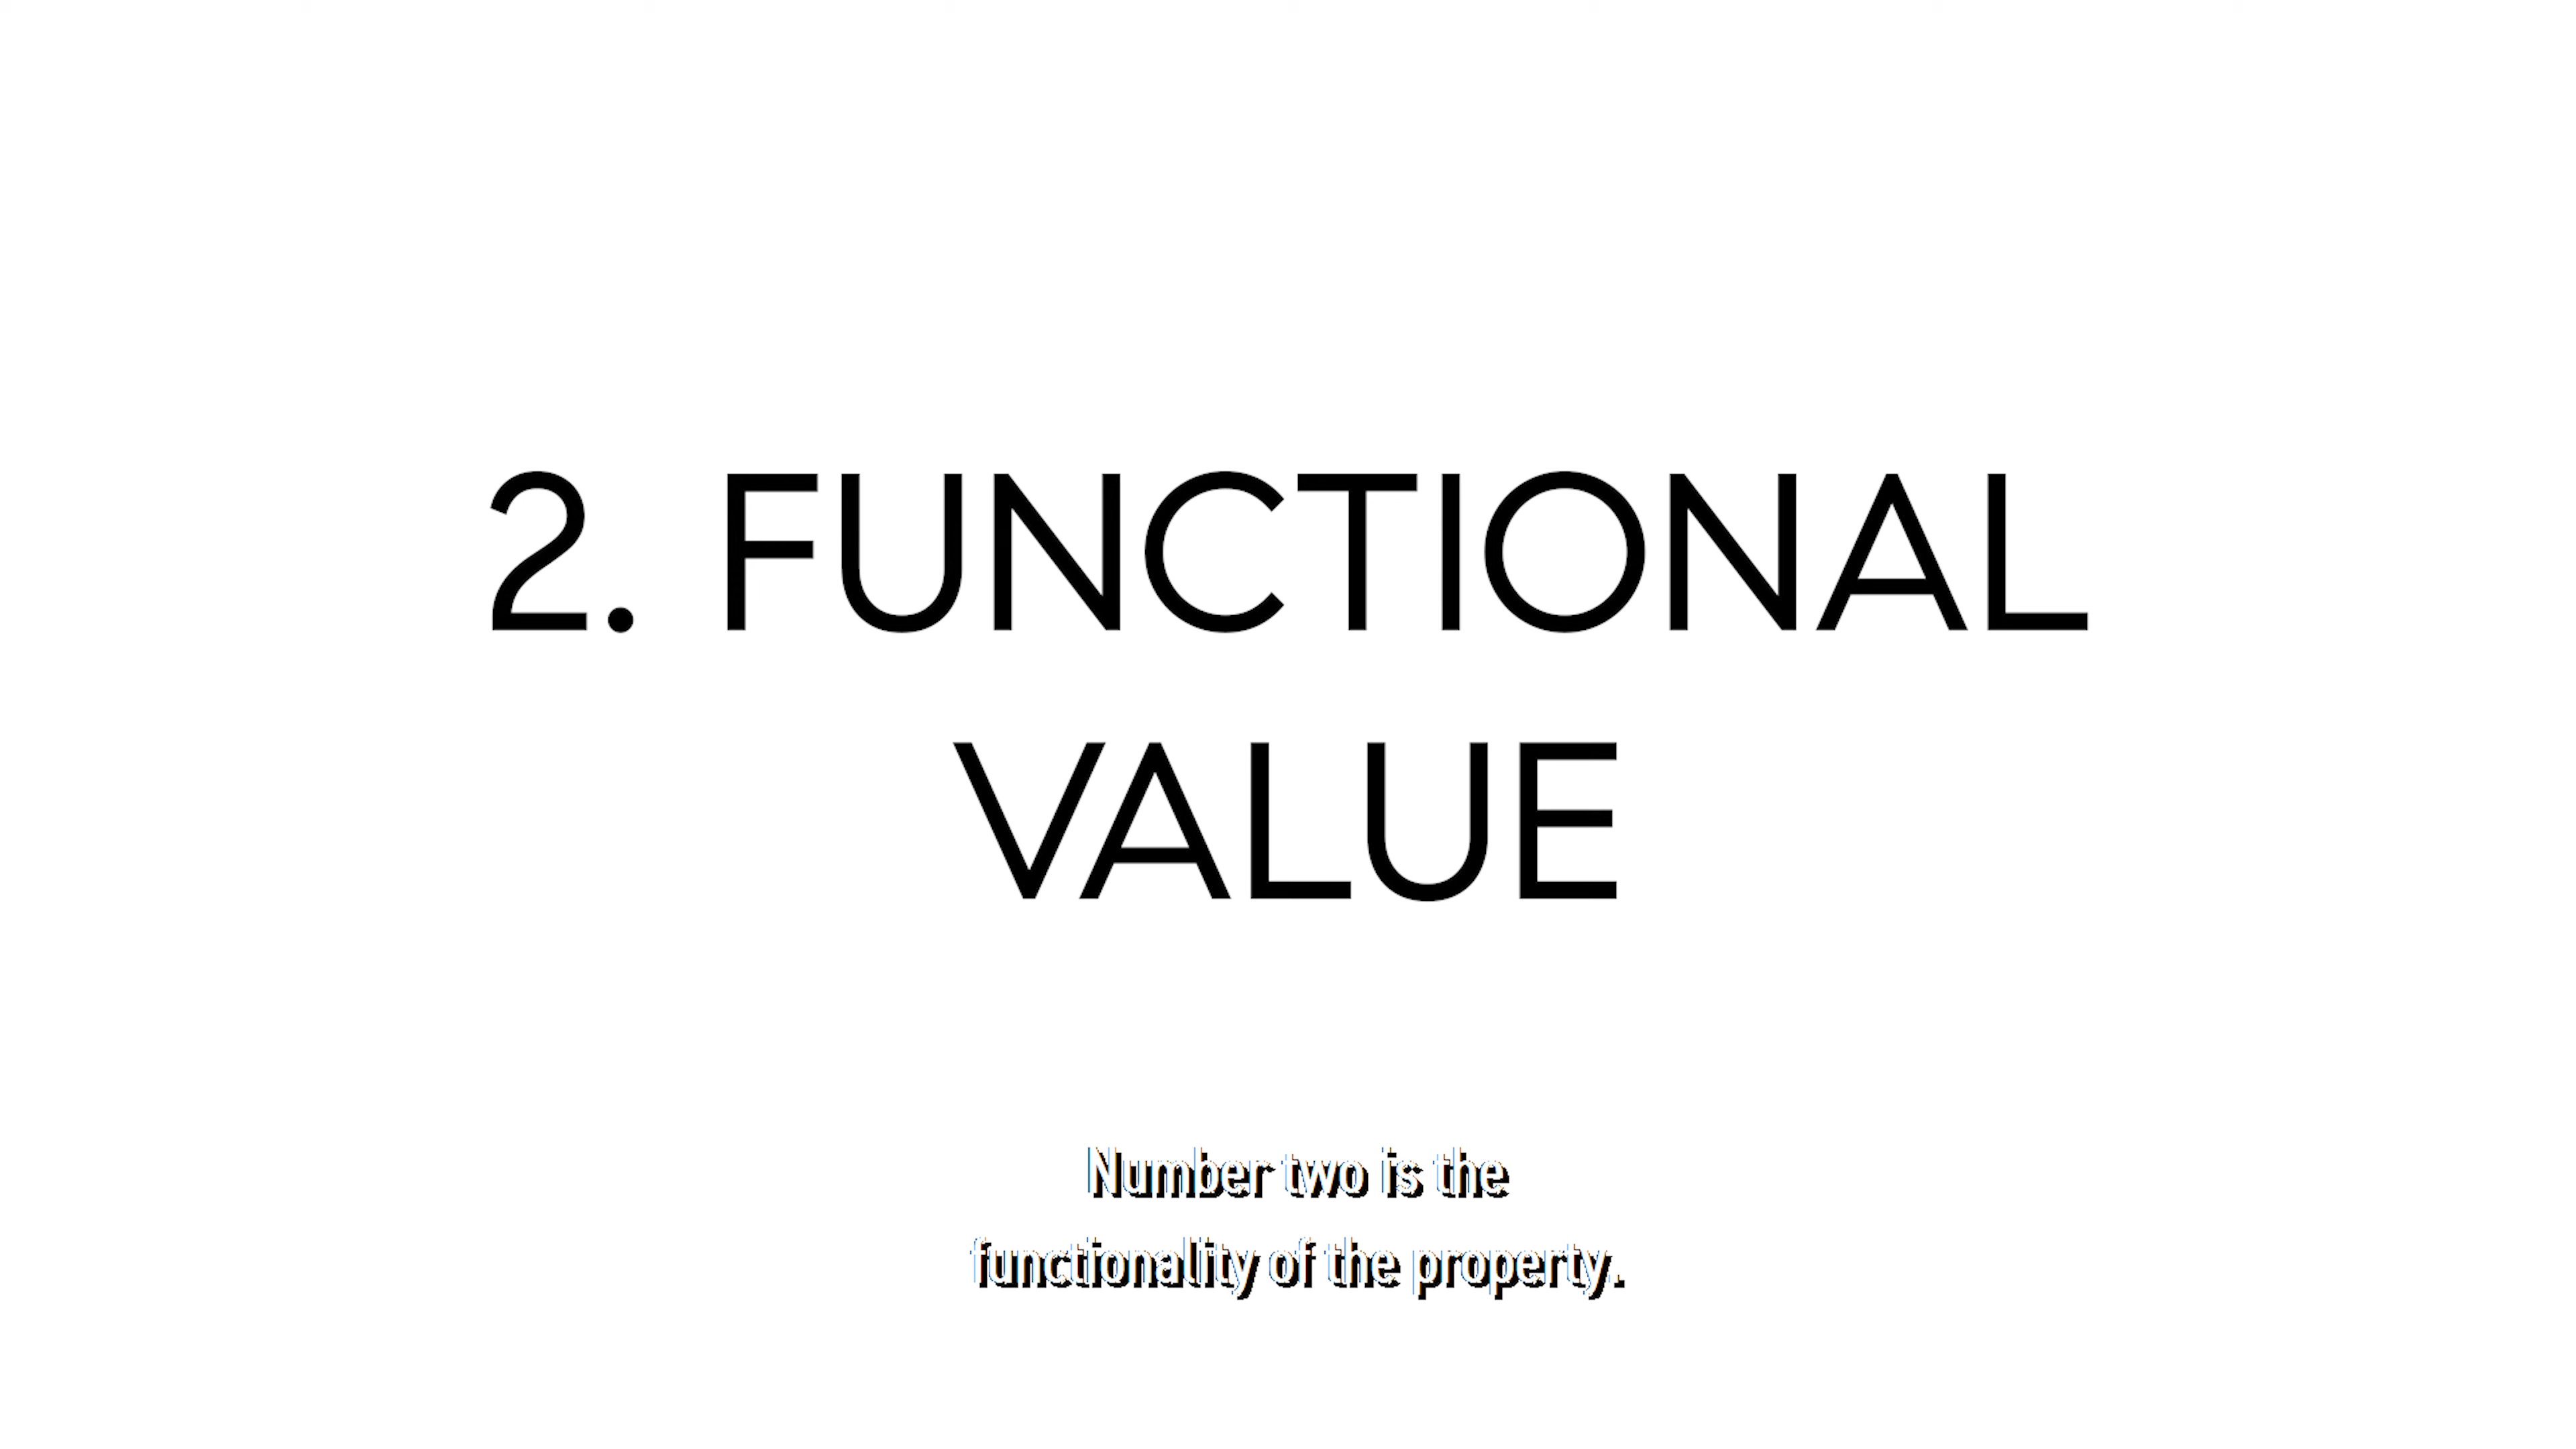 2. FUNCTIONAL
VALUE
Number two is the
functionality of the property.